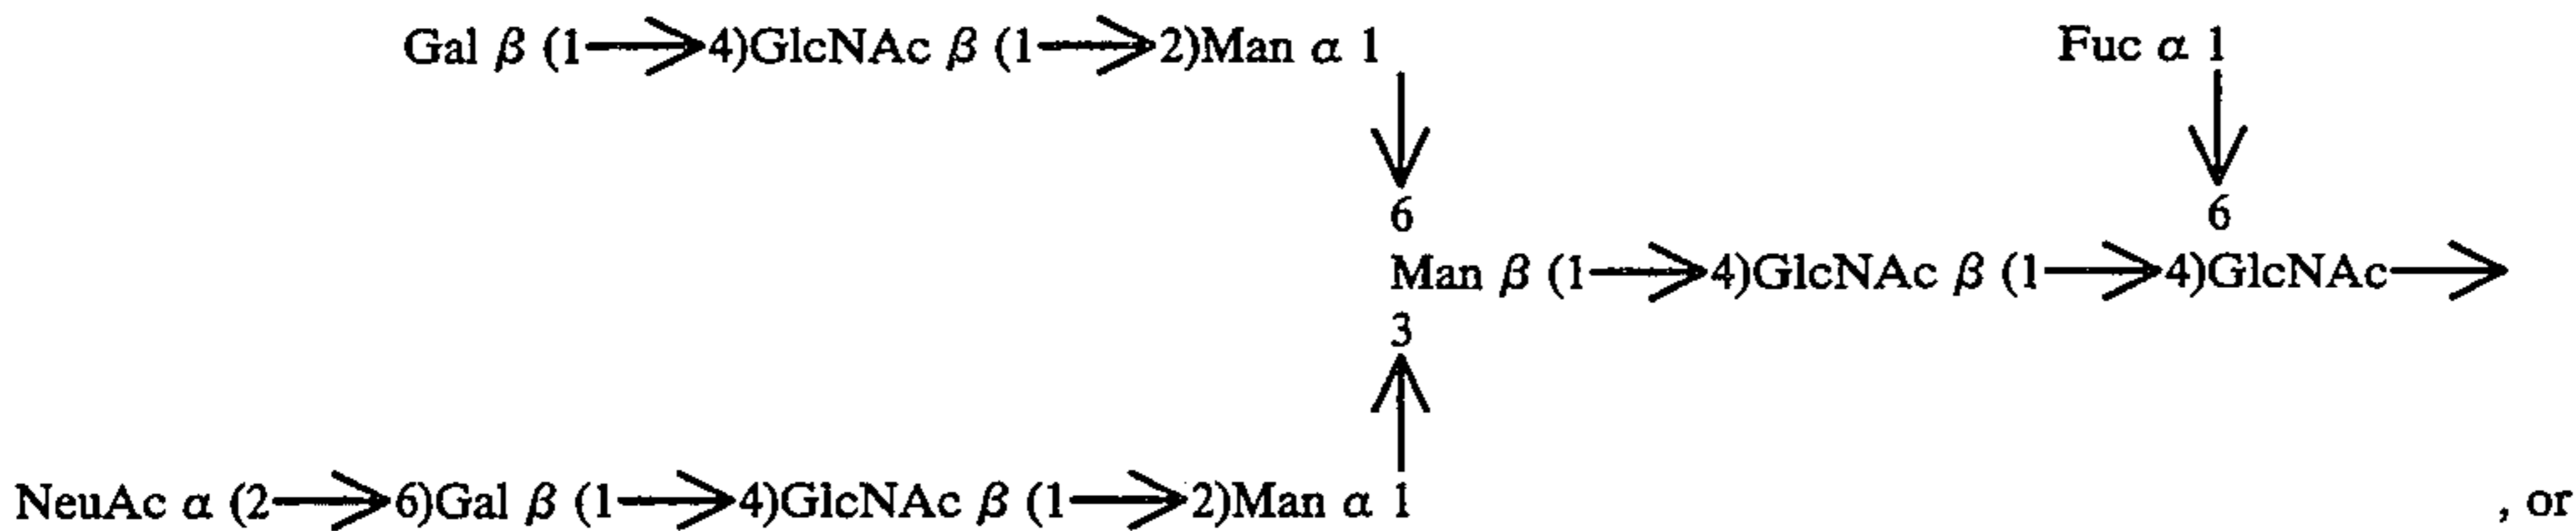 Gal β (1→4)GlcNAc β (1→2)Man α 1 Fuc α 1
6 6
Man β (1→4)GlcNAc β (1→4)GlcNAc→
3
NeuAc α (2→6)Gal β (1→4)GlcNAc β (1→2)Man α 1 , or